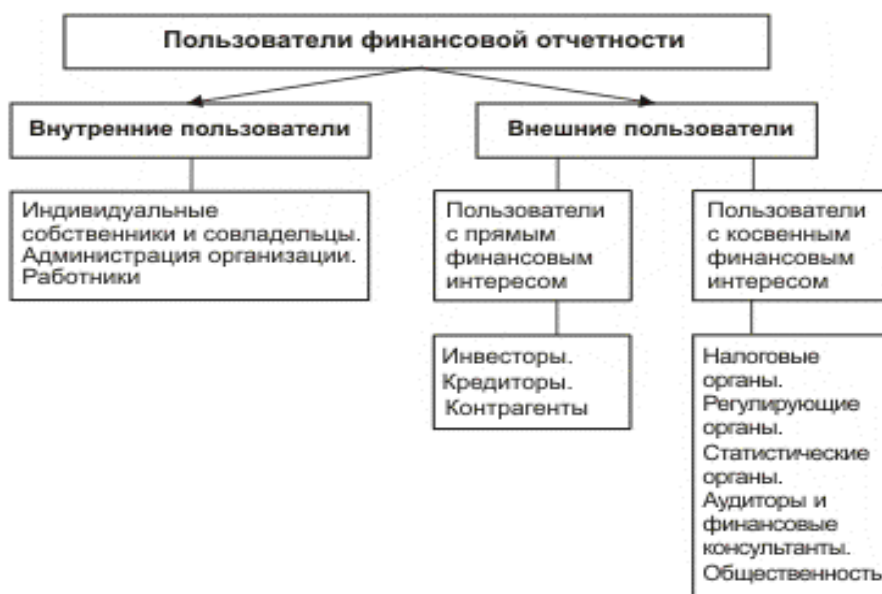 Пользователи финансовой отчетности
Внутренние пользователи
Внешние пользователи
Индивидуальные
собственники и совладельцы.
Администрация организации.
Работники
Пользователи
с прямым
финансовым
интересом
Пользователи
с косвенным
финансовым
интересом
Инвесторы.
Кредиторы.
Контрагенты
Налоговые
органы.
Регулирующие
органы.
Статистические
органы.
Аудиторы и
финансовые
консультанты.
Общественность